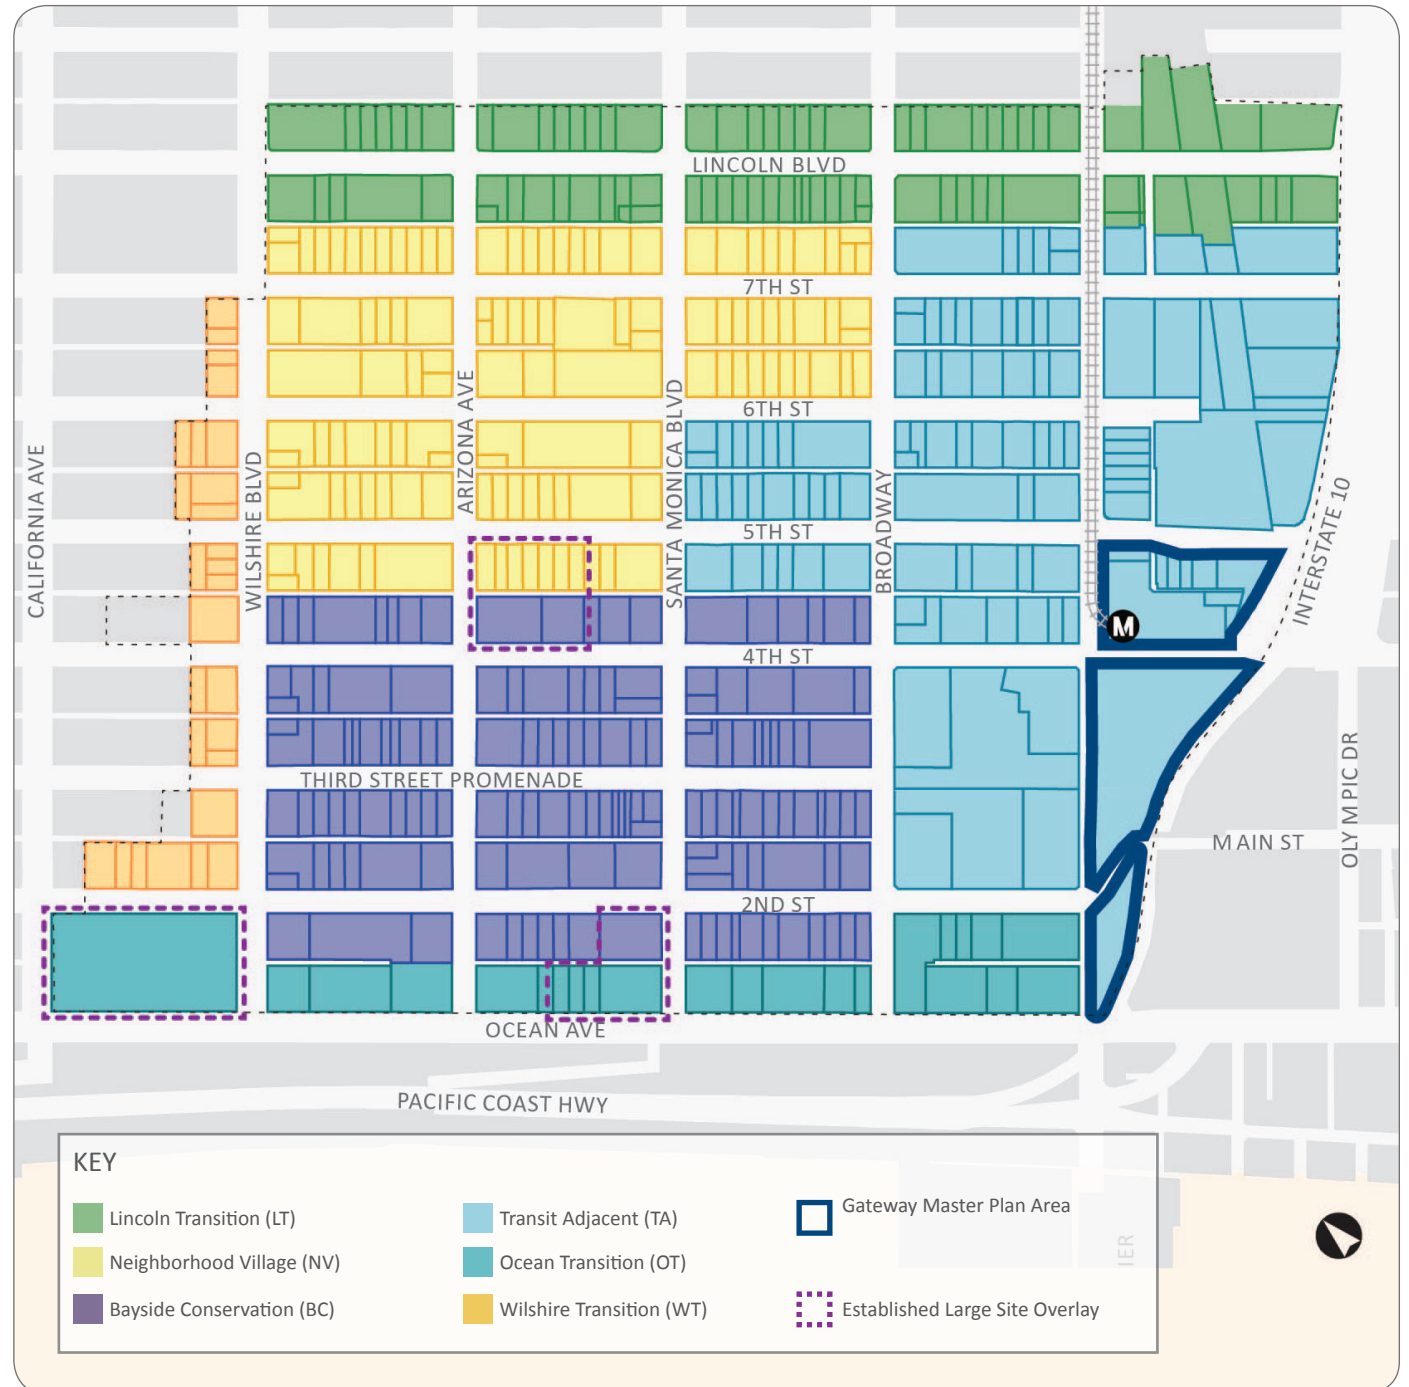 LINCOLN BLVD
7TH ST
6TH ST
ARIZONA AVE
SANTA MONICA BLVD
CALIFORNIA AVE
WILSHIRE BLVD
BROADWAY
5TH ST
INTERSTATE 10
M
4TH ST
OLYMPIC DR
THIRD STREET PROMENADE
MAIN ST
2ND ST
OCEAN AVE
PACIFIC COAST HWY
KEY
Lincoln Transition (LT)
Neighborhood Village (NV)
Bayside Conservation (BC)
Transit Adjacent (TA)
Ocean Transition (OT)
Wilshire Transition (WT)
Gateway Master Plan Area
Established Large Site Overlay
IER